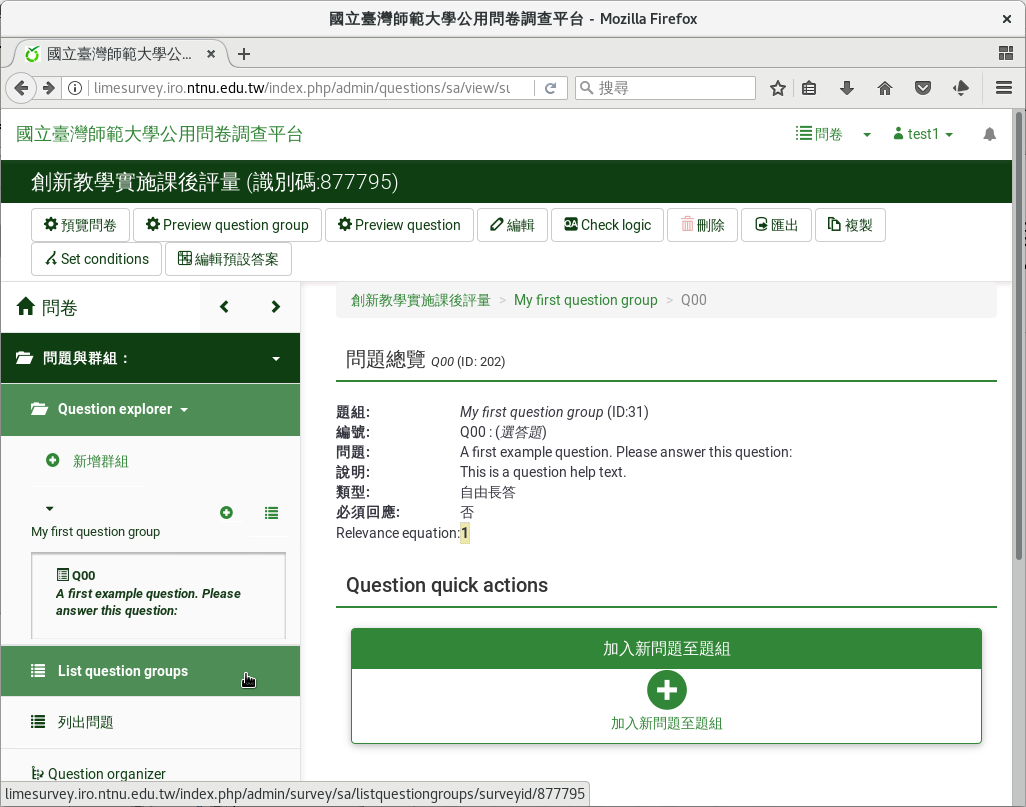 國立臺灣師範大學公用問卷調查平台 - Mozilla Firefox
國立臺灣師範大學公...
limesurvey.iro.ntnu.edu.tw/index.php/admin/questions/sa/view/su
搜尋
國立臺灣師範大學公用問卷調查平台
問卷
test1
創新教學實施課後評量 (識別碼:877795)
預覽問卷 Preview question group Preview question 編輯 Check logic 刪除 匯出 複製
Set conditions 編輯預設答案
問卷
問題與群組：
Question explorer
新增群組
My first question group
Q00
A first example question. Please
answer this question:
List question groups
列出問題
Question organizer
創新教學實施課後評量 > My first question group > Q00
問題總覽 Q00 (ID: 202)
題組: My first question group (ID:31)
編號: Q00 : (選答題)
問題: A first example question. Please answer this question:
說明: This is a question help text.
類型: 自由長答
必須回應: 否
Relevance equation:1
Question quick actions
加入新問題至題組
加入新問題至題組
limesurvey.iro.ntnu.edu.tw/index.php/admin/survey/sa/listquestiongroups/surveyid/877795